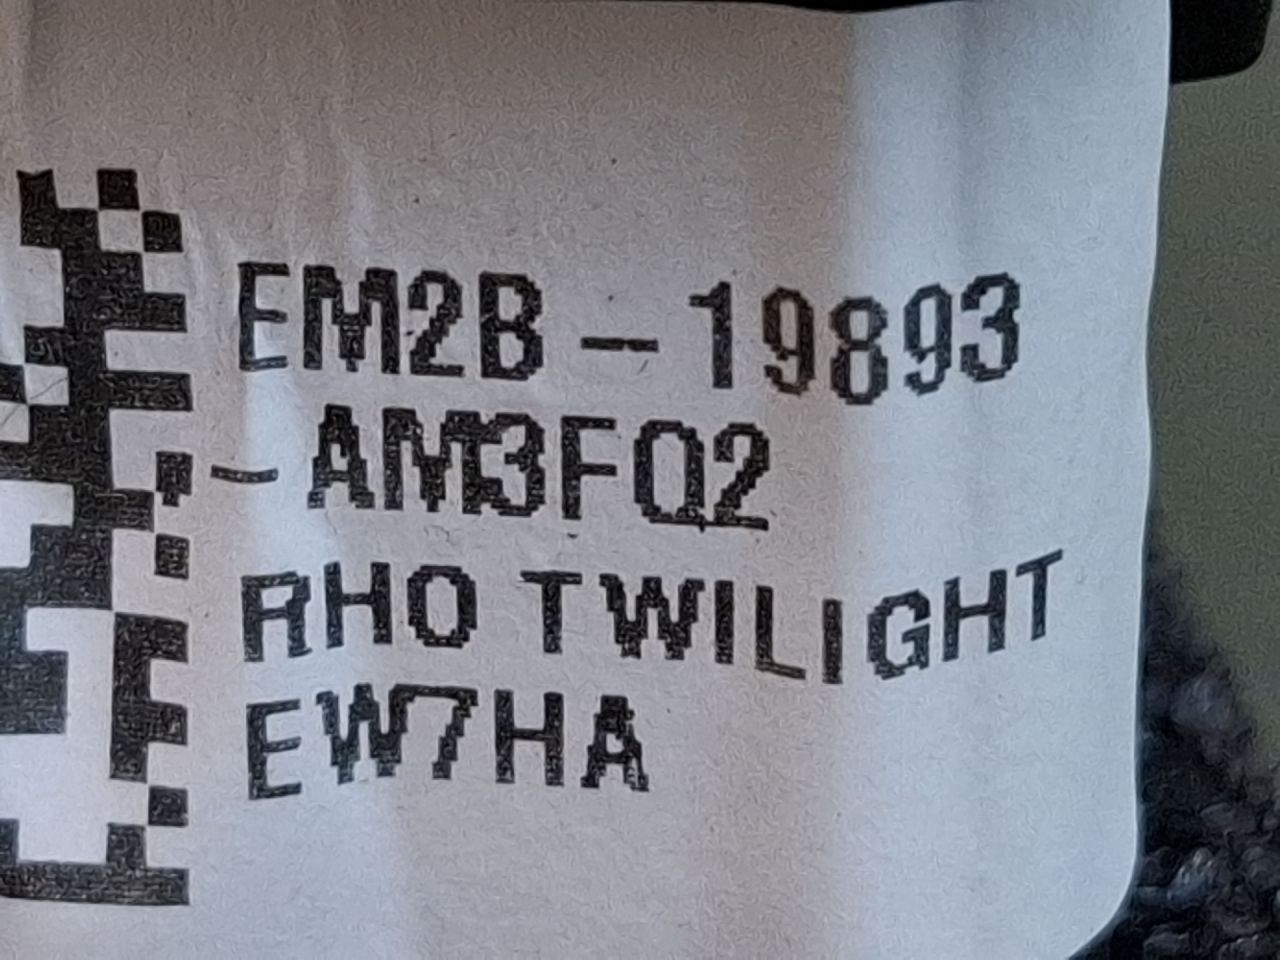 EM2B-19893
-AM3FQ2
RHO TWILIGHT
EW7HA